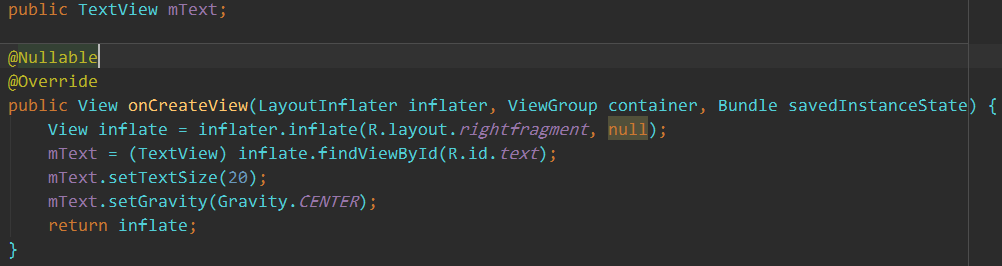 public TextView mText;
@Nullable
@Override
public View onCreateView(LayoutInflater inflater, ViewGroup container, Bundle savedInstanceState) {
    View inflate = inflater.inflate(R.layout.rightfragment, null);
    mText = (TextView) inflate.findViewById(R.id.text);
    mText.setTextSize(20);
    mText.setGravity(Gravity.CENTER);
    return inflate;
}